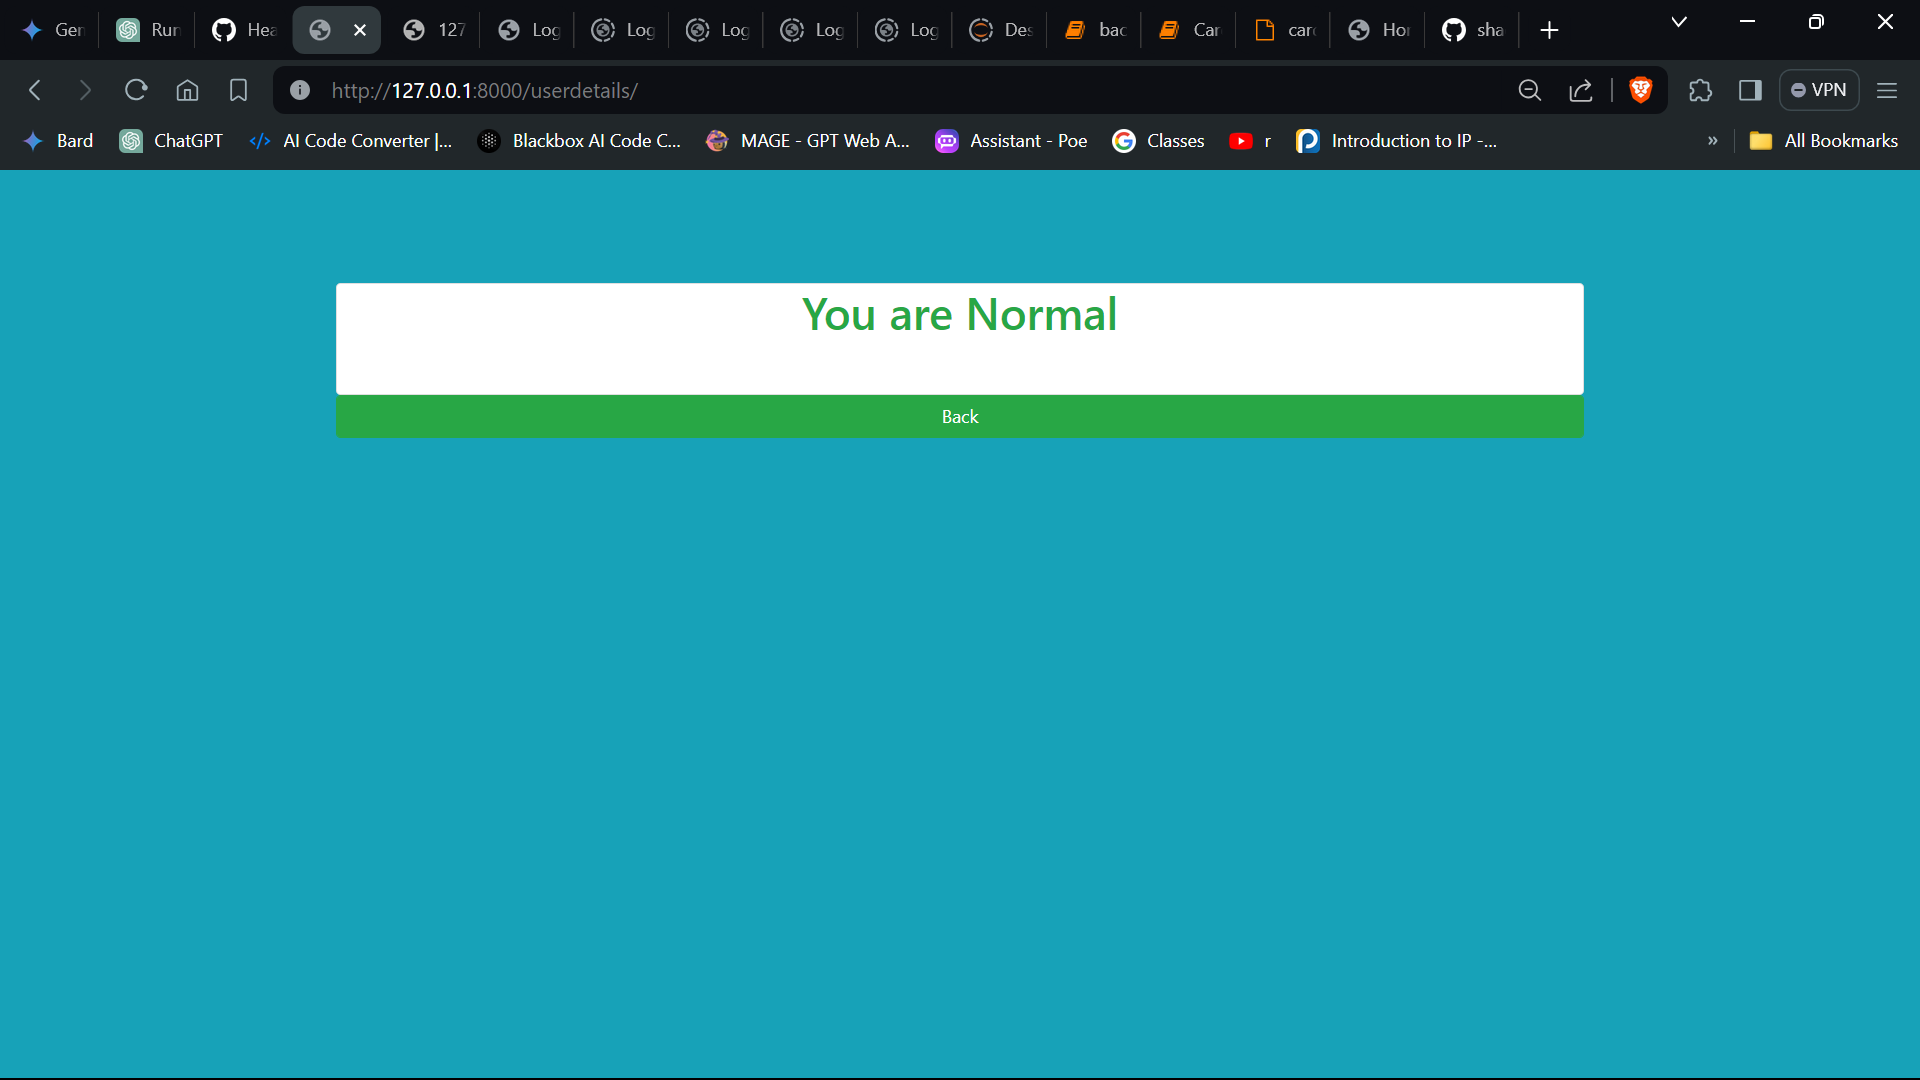 Gen
Run
Hea
127
Log
Log
Log
Log
Log
Des
bac
Car
card
Hor
sha
http://127.0.0.1:8000/userdetails/
VPN
Bard
ChatGPT
AI Code Converter |...
Blackbox AI Code C...
MAGE - GPT Web A...
Assistant - Poe
Classes
r
Introduction to IP -...
»
All Bookmarks
You are Normal
Back